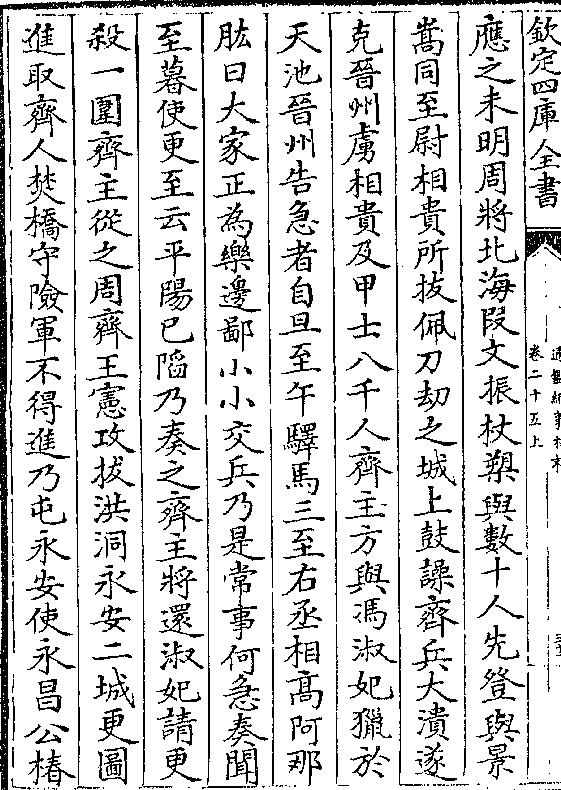 欽定四庫全書
通鑑紀事本末
卷二十五上
應之未明周將北海段文振杖槊與數十人先登與景
嵩同至尉相貴所拔佩刀劫之城上鼓譟齊兵大潰遂
克晉州虜相貴及甲士八千人齊主方與馮淑妃獵於
天池晉州告急者自旦至午驛馬三至右丞相髙阿那
肱曰大家正為樂邊鄙小小交兵乃是常事何急奏聞
至暮使更至云平陽已䧟乃奏之齊主將還淑妃請更
殺一圍齊主從之周齊王憲攻拔洪洞永安二城更圖
進取齊人焚橋守險軍不得進乃屯永安使永昌公椿